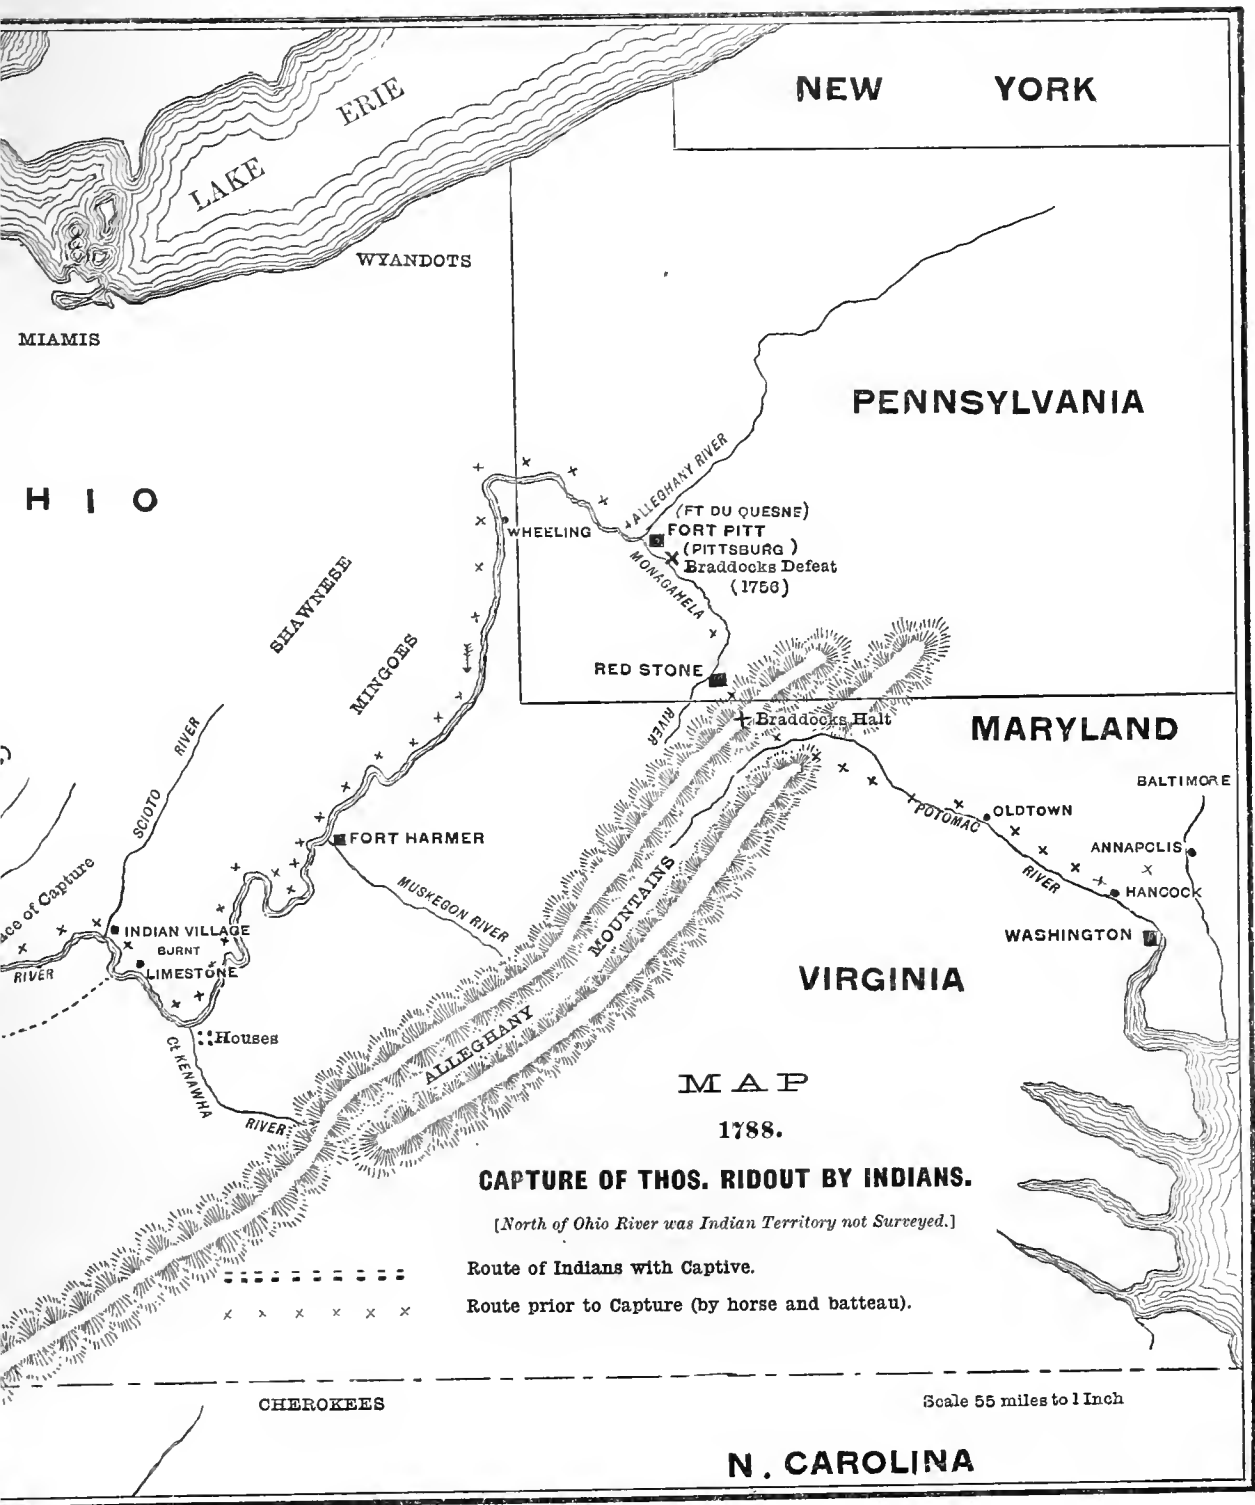 NEW YORK
LAKE ERIE
WYANDOTS
MIAMIS
PENNSYLVANIA
HIO
ALLEGHANY RIVER
(FT DU QUESNE)
FORT PITT
(PITTSBURG)
Braddocks Defeat
(1756)
WHEELING
MONAGAHELA
RIVER
SHAWNESE
MINGOES
RED STONE
Braddocks Halt
MARYLAND
BALTIMORE
SCIOTO RIVER
FORT HARMER
POTOMAC
RIVER
OLDTOWN
ANNAPOLIS
HANCOCK
MUSKEGON RIVER
ace of Capture
INDIAN VILLAGE
BURNT
LIMESTONE
RIVER
WASHINGTON
VIRGINIA
ALLEGHANY MOUNTAINS
Houses
Gt KENAWHA
RIVER
MAP
1788.
CAPTURE OF THOS. RIDOUT BY INDIANS.
[North of Ohio River was Indian Territory not Surveyed.]
Route of Indians with Captive.
Route prior to Capture (by horse and batteau).
CHEROKEES
Scale 55 miles to 1 Inch
N. CAROLINA